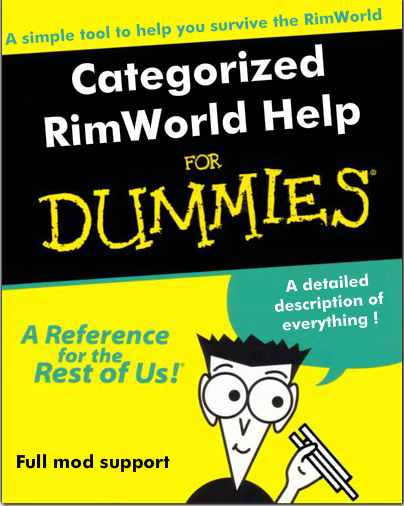 A simple tool to help you survive the RimWorld
Categorized
RimWorld Help
FOR
DUMMIES®
A detailed
description of
everything !
A Reference
for the
Rest of Us!®
Full mod support